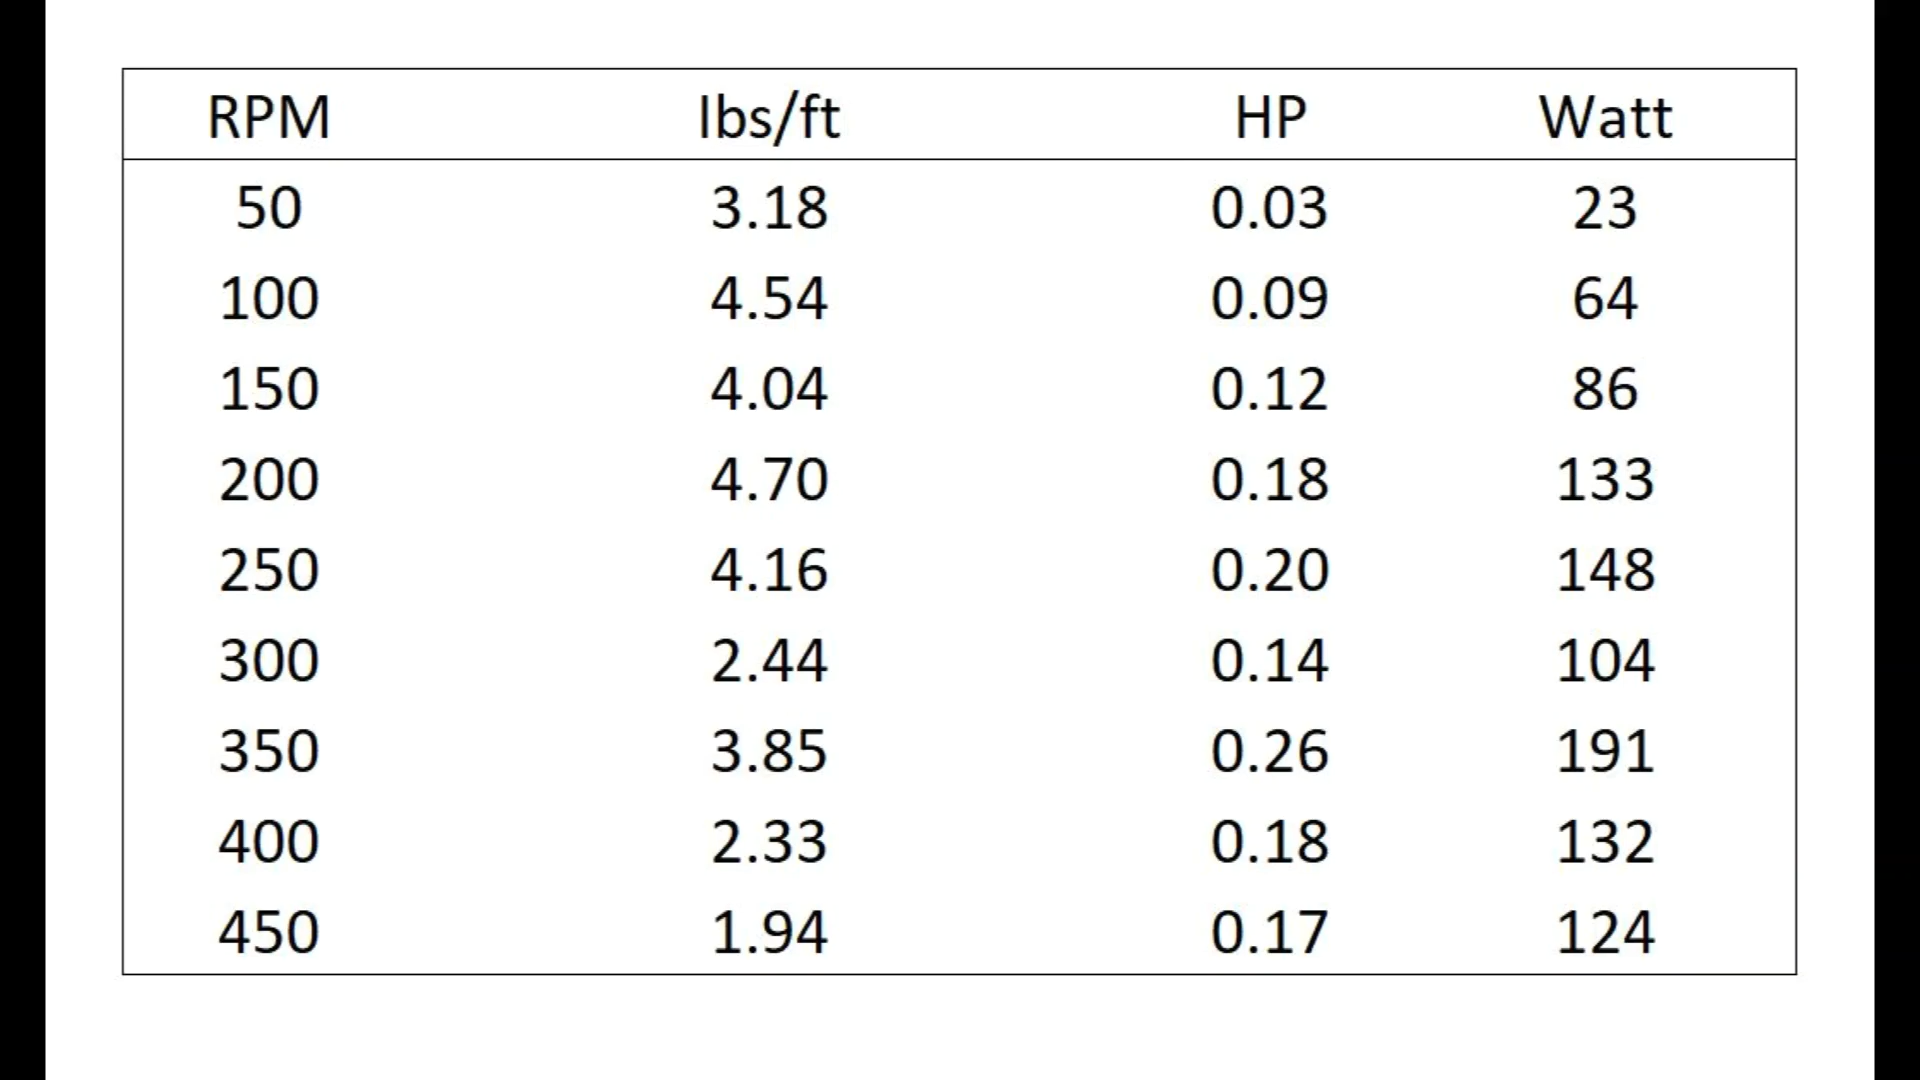 RPM lbs/ft HP Watt
50 3.18 0.03 23
100 4.54 0.09 64
150 4.04 0.12 86
200 4.70 0.18 133
250 4.16 0.20 148
300 2.44 0.14 104
350 3.85 0.26 191
400 2.33 0.18 132
450 1.94 0.17 124